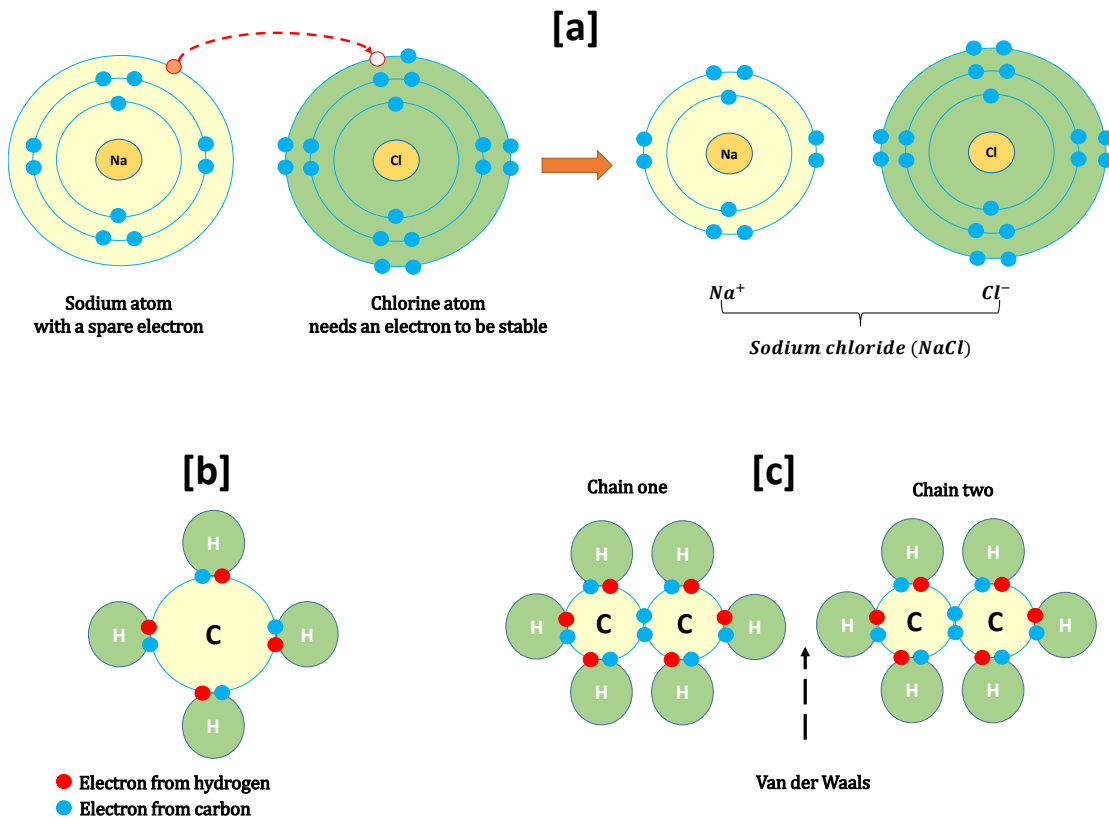 [a]
Na
Cl
Na
Cl
Sodium atom
with a spare electron
Chlorine atom
needs an electron to be stable
Na⁺
Cl⁻
Sodium chloride (NaCl)
[b]
H
H
C
H
H
Electron from hydrogen
Electron from carbon
[c]
Chain one
Chain two
H
H
H
H
H
C
C
H
H
C
C
H
H
H
H
H
Van der Waals